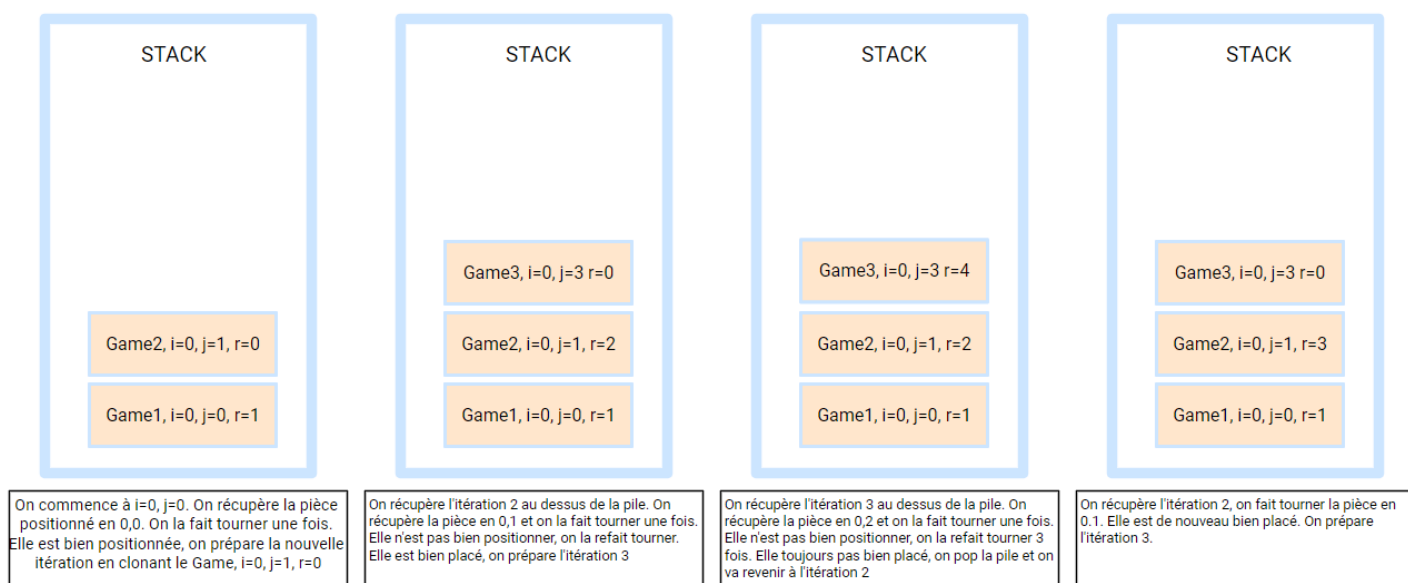 STACK
Game2, i=0, j=1, r=0
Game1, i=0, j=0, r=1
On commence à i=0, j=0. On récupère la pièce
positionné en 0,0. On la fait tourner une fois.
Elle est bien positionnée, on prépare la nouvelle
itération en clonant le Game, i=0, j=1, r=0
STACK
Game3, i=0, j=3 r=0
Game2, i=0, j=1, r=2
Game1, i=0, j=0, r=1
On récupère l'itération 2 au dessus de la pile. On
récupère la pièce en 0,1 et on la fait tourner une fois.
Elle n'est pas bien positionner, on la refait tourner.
Elle est bien placé, on prépare l'itération 3
STACK
Game3, i=0, j=3 r=4
Game2, i=0, j=1, r=2
Game1, i=0, j=0, r=1
On récupère l'itération 3 au dessus de la pile. On
récupère la pièce en 0,2 et on la fait tourner une fois.
Elle n'est pas bien positionner, on la refait tourner 3
fois. Elle toujours pas bien placé, on pop la pile et on
va revenir à l'itération 2
STACK
Game3, i=0, j=3 r=0
Game2, i=0, j=1, r=3
Game1, i=0, j=0, r=1
On récupère l'itération 2, on fait tourner la pièce en
0.1. Elle est de nouveau bien placé. On prépare
l'itération 3.